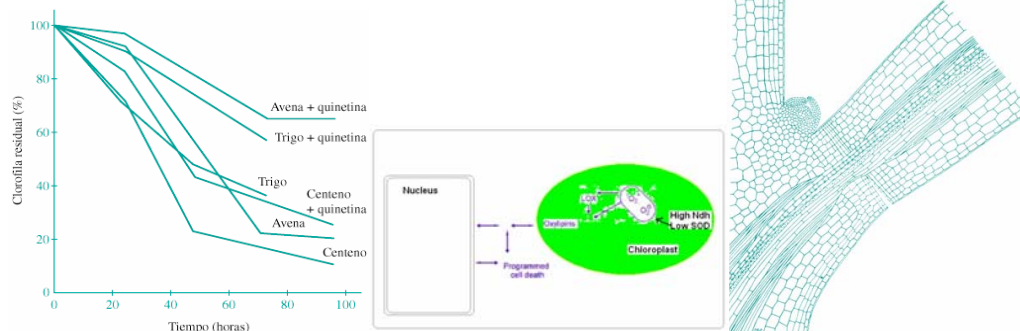 Clorofila residual (%)
100
80
60
40
20
0
0 20 40 60 80 100
Tiempo (horas)
Avena + quinetina
Trigo + quinetina
Trigo
Centeno
+ quinetina
Avena
Centeno
Nucleus
LOX
High Ndh
Low SOD
Oxylipins
Chloroplast
Programmed
cell death